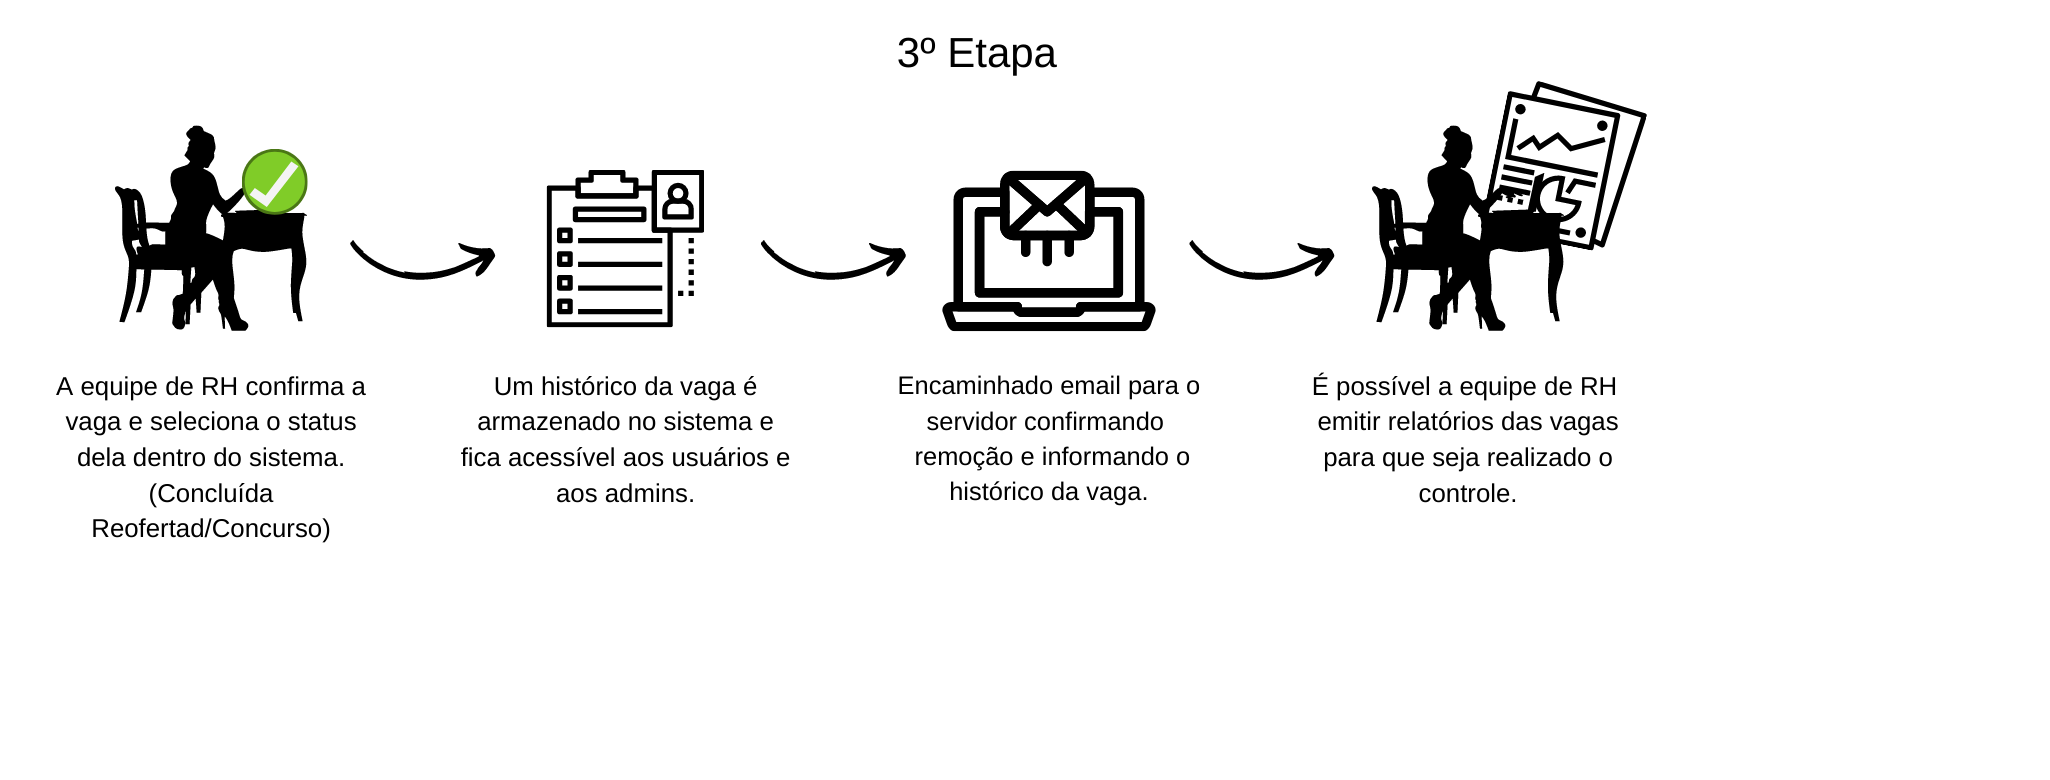 3º Etapa
A equipe de RH confirma a
vaga e seleciona o status
dela dentro do sistema.
(Concluída
Reofertad/Concurso)
Um histórico da vaga é
armazenado no sistema e
fica acessível aos usuários e
aos admins.
Encaminhado email para o
servidor confirmando
remoção e informando o
histórico da vaga.
É possível a equipe de RH
emitir relatórios das vagas
para que seja realizado o
controle.